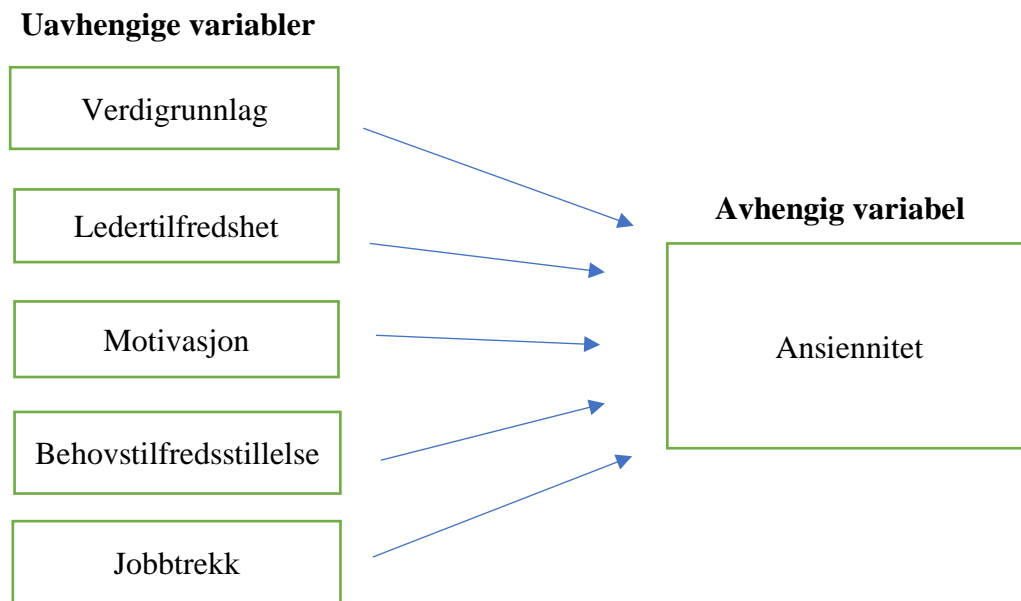 Uavhengige variabler
Verdigrunnlag
Ledertilfredshet
Motivasjon
Behovstilfredsstillelse
Jobbtrekk
Avhengig variabel
Ansiennitet